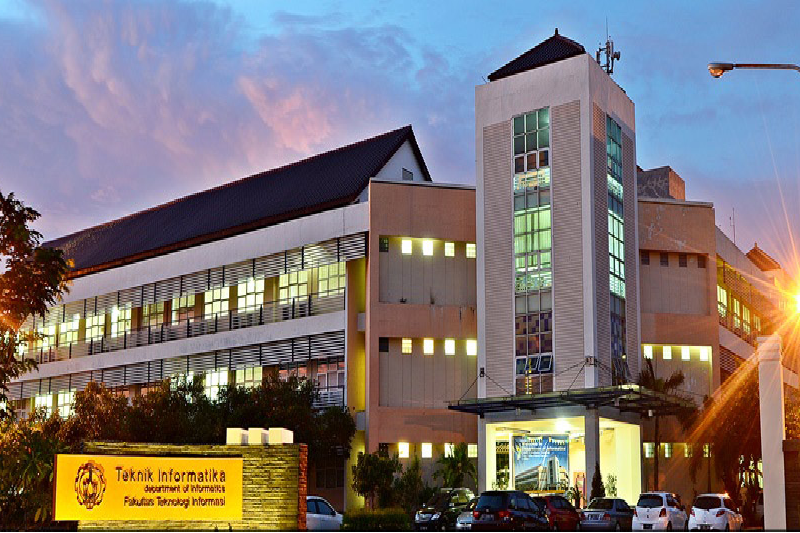 Teknik Informatika
department of Informatics
Fakultas Teknologi Informasi